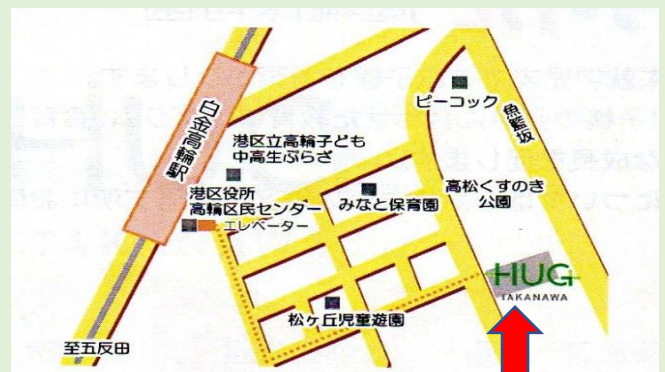 白金高輪駅
港区立高輪子ども
中高生ぷらざ
港区役所
高輪区民センター
エレベーター
ピーコック
魚籃坂
みなと保育園
高松くすのき
公園
HUG
TAKANAWA
松ヶ丘児童遊園
至五反田